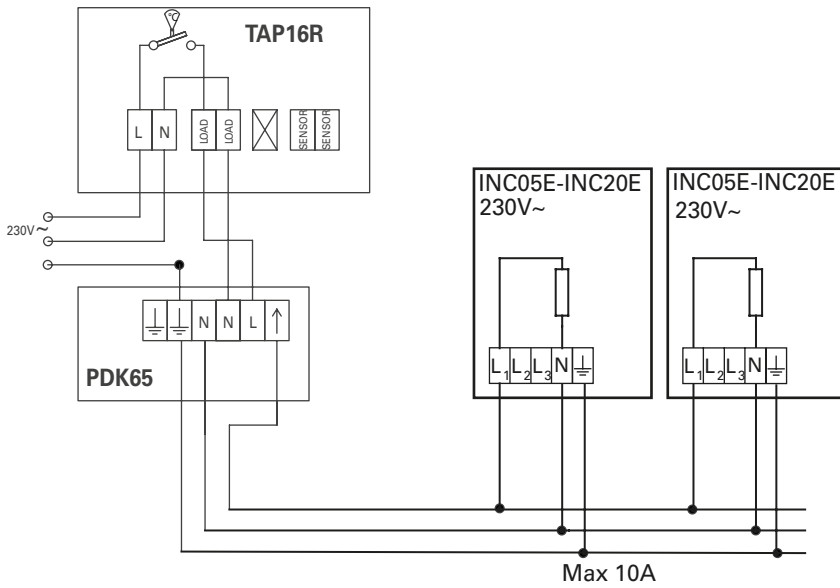 °C
TAP16R
L N LOAD LOAD SENSOR SENSOR
230V~
N N L ↑
PDK65
INC05E-INC20E
230V~
L1 L2 L3 N
INC05E-INC20E
230V~
L1 L2 L3 N
Max 10A